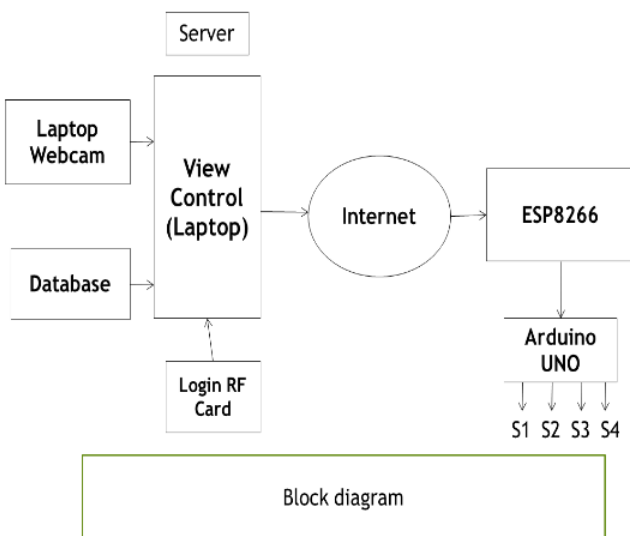 Server
Laptop
Webcam
View
Control
(Laptop)
Internet
ESP8266
Database
Arduino
UNO
Login RF
Card
S1 S2 S3 S4
Block diagram